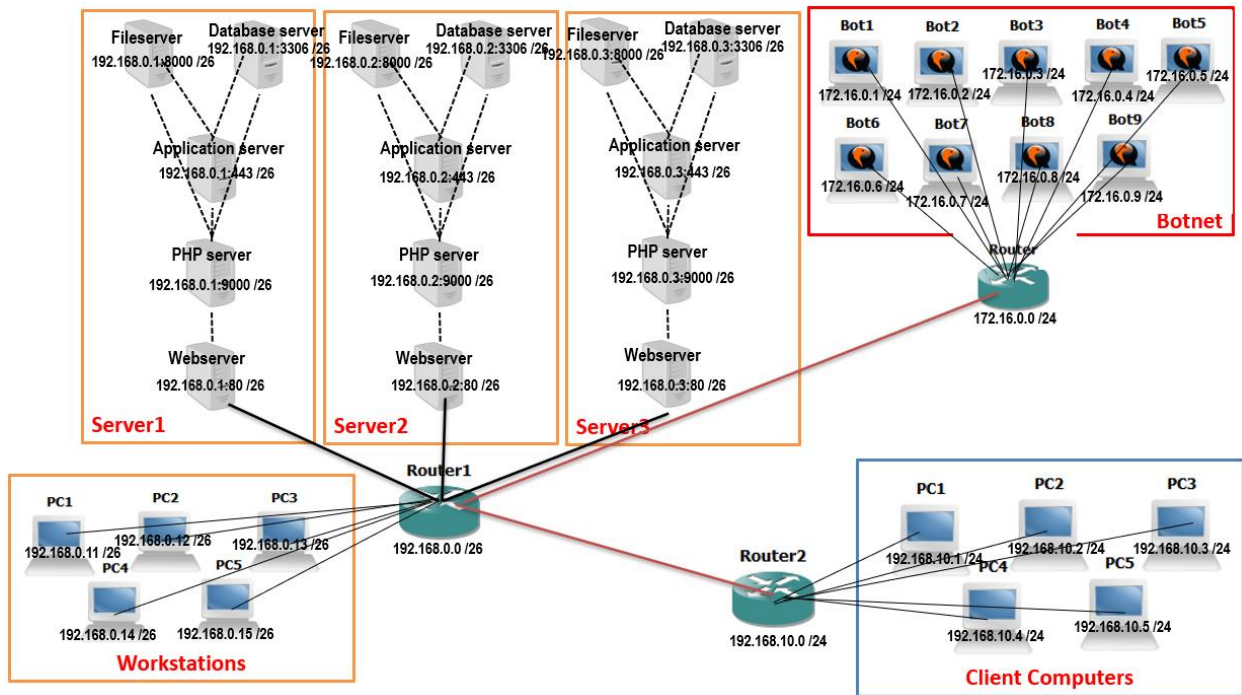 Fileserver
192.168.0.1:8000 /26
Database server
192.168.0.1:3306 /26
Application server
192.168.0.1:443 /26
PHP server
192.168.0.1:9000 /26
Webserver
192.168.0.1:80 /26
Server1
Fileserver
192.168.0.2:8000 /26
Database server
192.168.0.2:3306 /26
Application server
192.168.0.2:443 /26
PHP server
192.168.0.2:9000 /26
Webserver
192.168.0.2:80 /26
Server2
Fileserver
192.168.0.3:8000 /26
Database server
192.168.0.3:3306 /26
Application server
192.168.0.3:443 /26
PHP server
192.168.0.3:9000 /26
Webserver
192.168.0.3:80 /26
Server3
Bot1
172.16.0.1 /24
Bot2
172.16.0.2 /24
Bot3
172.16.0.3 /24
Bot4
172.16.0.4 /24
Bot5
172.16.0.5 /24
Bot6
172.16.0.6 /24
Bot7
172.16.0.7 /24
Bot8
172.16.0.8 /24
Bot9
172.16.0.9 /24
Botnet
Router
172.16.0.0 /24
Router1
192.168.0.0 /26
PC1
192.168.0.11 /26
PC2
192.168.0.12 /26
PC3
192.168.0.13 /26
PC4
192.168.0.14 /26
PC5
192.168.0.15 /26
Workstations
Router2
192.168.10.0 /24
PC1
192.168.10.1 /24
PC2
192.168.10.2 /24
PC3
192.168.10.3 /24
PC4
192.168.10.4 /24
PC5
192.168.10.5 /24
Client Computers